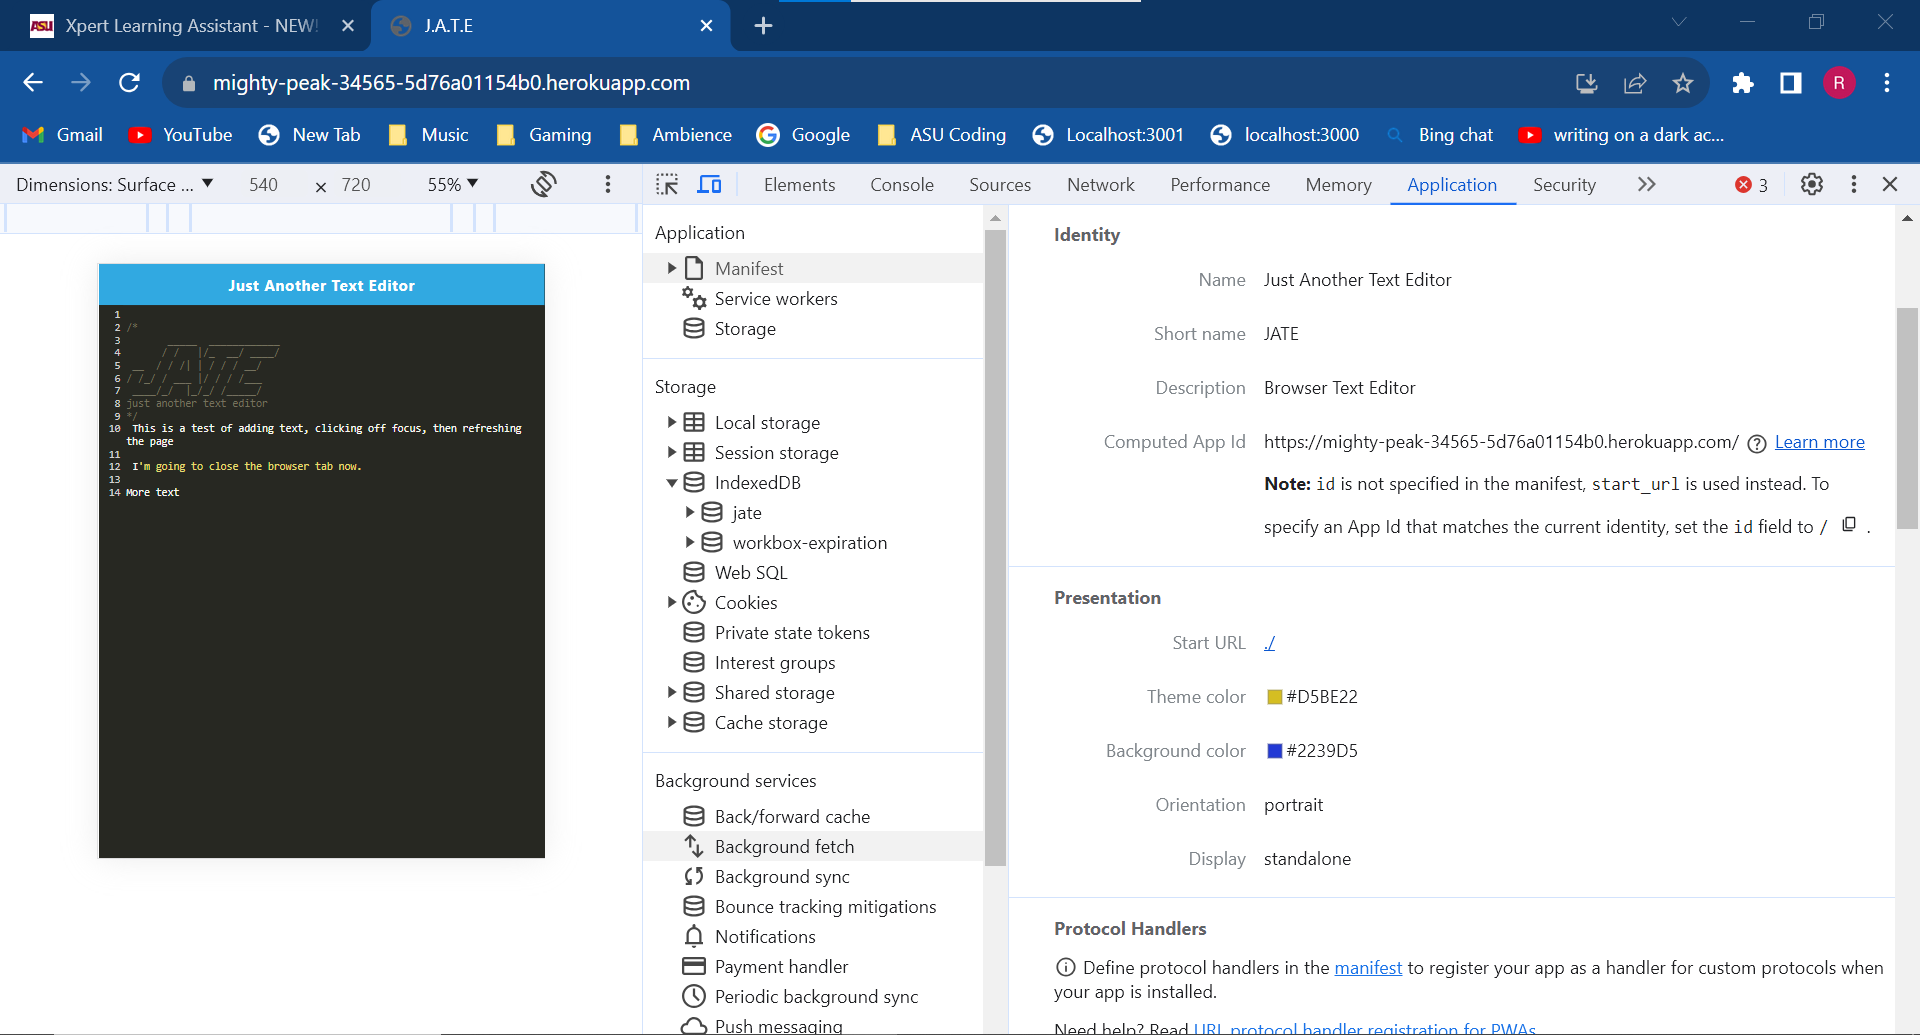 Xpert Learning Assistant - NEW!
J.A.T.E
mighty-peak-34565-5d76a01154b0.herokuapp.com
R
Gmail
YouTube
New Tab
Music
Gaming
Ambience
Google
ASU Coding
Localhost:3001
localhost:3000
Bing chat
writing on a dark ac...
Dimensions: Surface ...
540
×
720
55%
Elements
Console
Sources
Network
Performance
Memory
Application
Security
3
Just Another Text Editor
1
2 /*
3
4
5
6
7
8 just another text editor
9 */
10 This is a test of adding text, clicking off focus, then refreshing
the page
11
12 I'm going to close the browser tab now.
13
14 More text
Application
Manifest
Service workers
Storage
Storage
Local storage
Session storage
IndexedDB
jate
workbox-expiration
Web SQL
Cookies
Private state tokens
Interest groups
Shared storage
Cache storage
Background services
Back/forward cache
Background fetch
Background sync
Bounce tracking mitigations
Notifications
Payment handler
Periodic background sync
Push messaging
Identity
Name Just Another Text Editor
Short name JATE
Description Browser Text Editor
Computed App Id https://mighty-peak-34565-5d76a01154b0.herokuapp.com/ Learn more
Note: id is not specified in the manifest, start_url is used instead. To
specify an App Id that matches the current identity, set the id field to / .
Presentation
Start URL ./
Theme color #D5BE22
Background color #2239D5
Orientation portrait
Display standalone
Protocol Handlers
Define protocol handlers in the manifest to register your app as a handler for custom protocols when
your app is installed.
Need help? Read URL protocol handler registration for PWAs